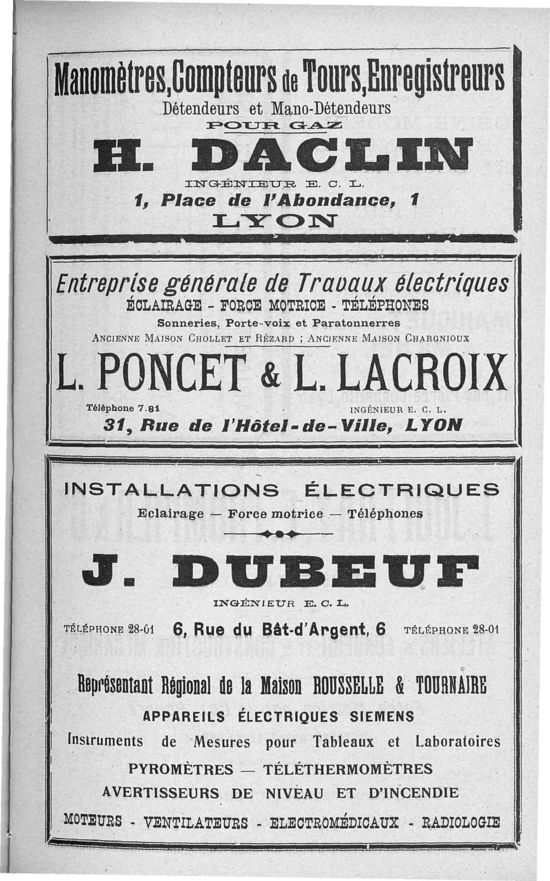 Manomètres, Compteurs de Tours, Enregistreurs
Détendeurs et Mano-Détendeurs
POUR GAZ
H. DACLIN
INGÉNIEUR E. C. L.
1, Place de l'Abondance, 1
LYON
Entreprise générale de Travaux électriques
ÉCLAIRAGE - FORCE MOTRICE - TÉLÉPHONES
Sonneries, Porte-voix et Paratonnerres
ANCIENNE MAISON CHOLLET ET RÉZARD ; ANCIENNE MAISON CHARGNIOUX
L. PONCET & L. LACROIX
Téléphone 7.81 INGÉNIEUR E. C. L.
31, Rue de l'Hôtel-de-Ville, LYON
INSTALLATIONS ÉLECTRIQUES
Eclairage — Force motrice — Téléphones
J. DUBEUF
INGÉNIEUR E. C. L.
TÉLÉPHONE 28-01 6, Rue du Bât-d'Argent, 6 TÉLÉPHONE 28-01
Représentant Régional de la Maison ROUSSELLE & TOURNAIRE
APPAREILS ÉLECTRIQUES SIEMENS
Instruments de Mesures pour Tableaux et Laboratoires
PYROMÈTRES — TÉLÉTHERMOMÈTRES
AVERTISSEURS DE NIVEAU ET D'INCENDIE
MOTEURS - VENTILATEURS - ELECTROMÉDICAUX - RADIOLOGIE